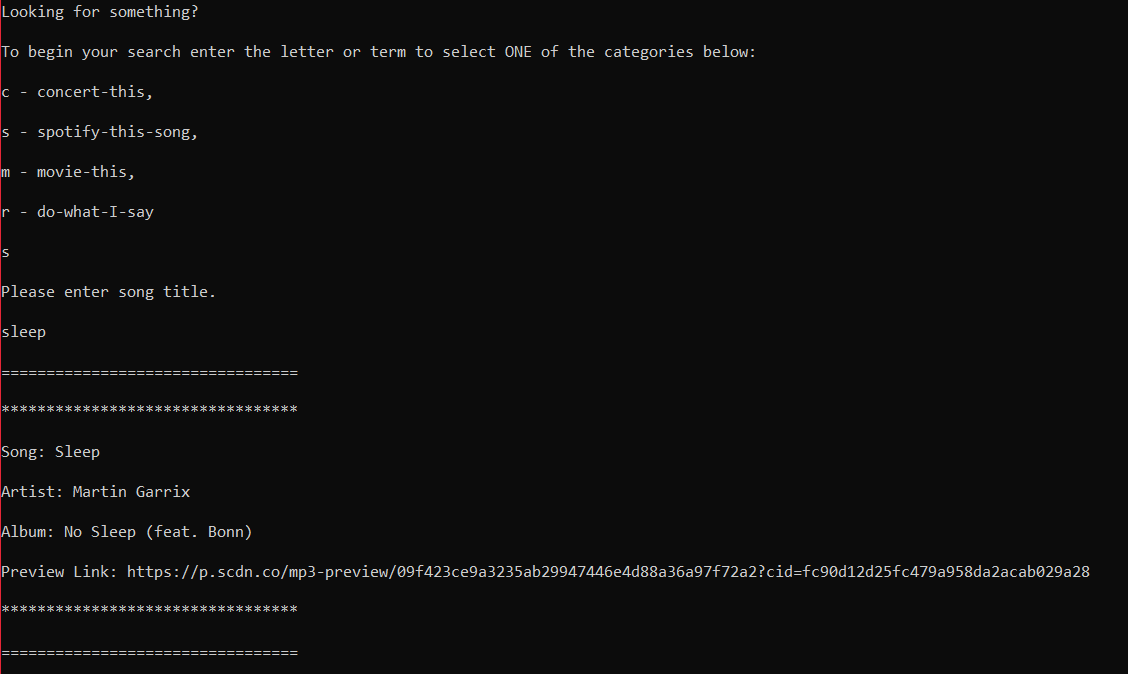 Looking for something?
To begin your search enter the letter or term to select ONE of the categories below:
c - concert-this,
s - spotify-this-song,
m - movie-this,
r - do-what-I-say
s
Please enter song title.
sleep
=================================
*********************************
Song: Sleep
Artist: Martin Garrix
Album: No Sleep (feat. Bonn)
Preview Link: https://p.scdn.co/mp3-preview/09f423ce9a3235ab29947446e4d88a36a97f72a2?cid=fc90d12d25fc479a958da2acab029a28
*********************************
=================================